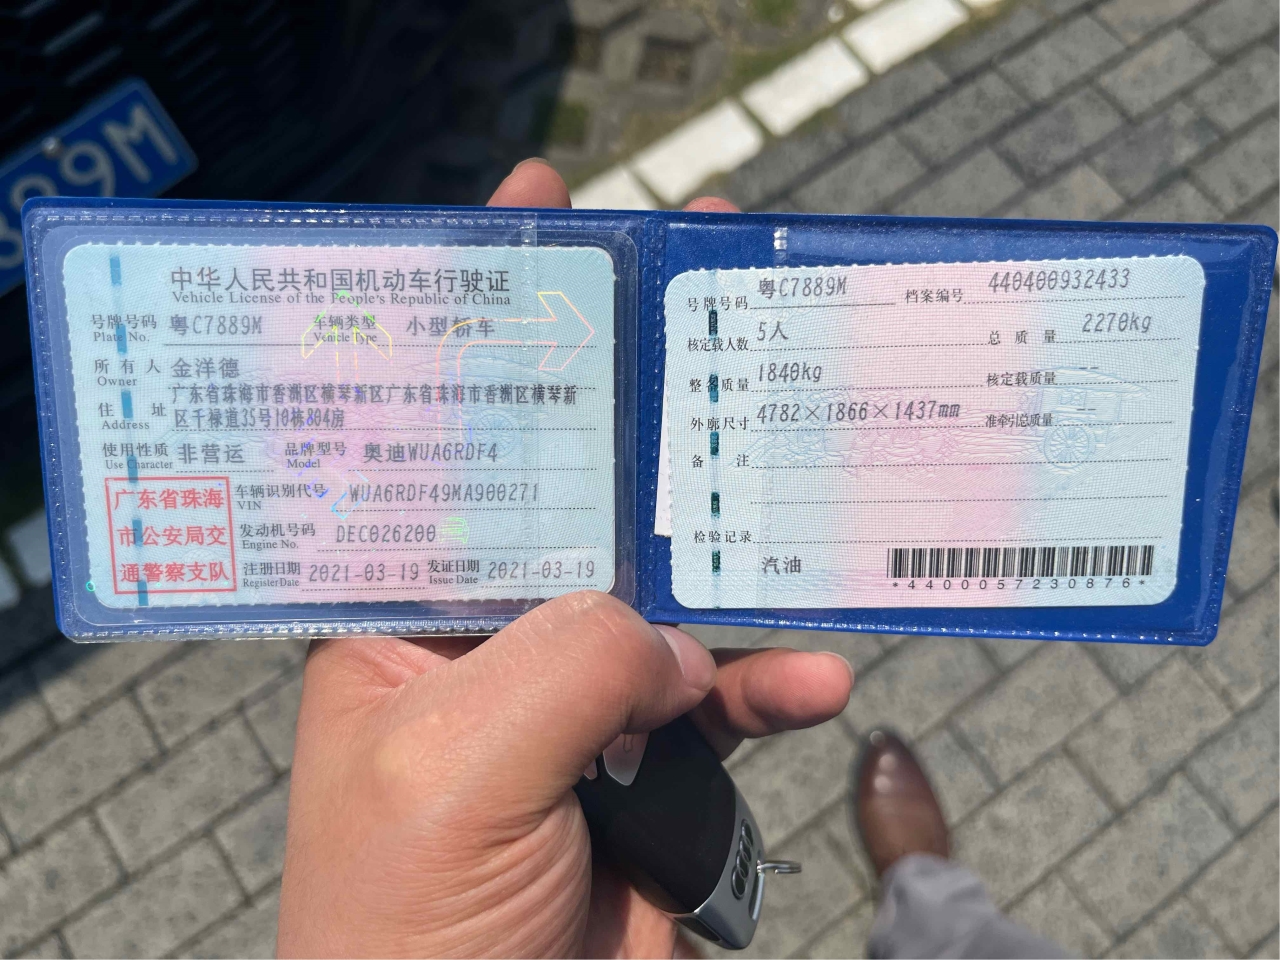 389M
中华人民共和国机动车行驶证
Vehicle License of the People's Republic of China
号牌号码 粤C7889M 车辆类型 小型轿车
Plate No. Vehicle Type
所有人 金洋德
Owner
住址 广东省珠海市香洲区横琴新区广东省珠海市香洲区横琴新
Address 区千禄道35号10栋804房
使用性质 非营运 品牌型号 奥迪WUA6RDF4
Use Character Model
广东省珠海
市公安局交
通警察支队
车辆识别代号 WUA6RDF49MA900271
VIN
发动机号码 DEC026200
Engine No.
注册日期 2021-03-19 发证日期 2021-03-19
Register Date Issue Date
号牌号码 粤C7889M 档案编号 440400932433
核定载人数 5人 总质量 2270kg
整备质量 1840kg 核定载质量 --
外廓尺寸 4782×1866×1437mm 准牵引总质量 --
备注
检验记录
汽油
*4400057230876*